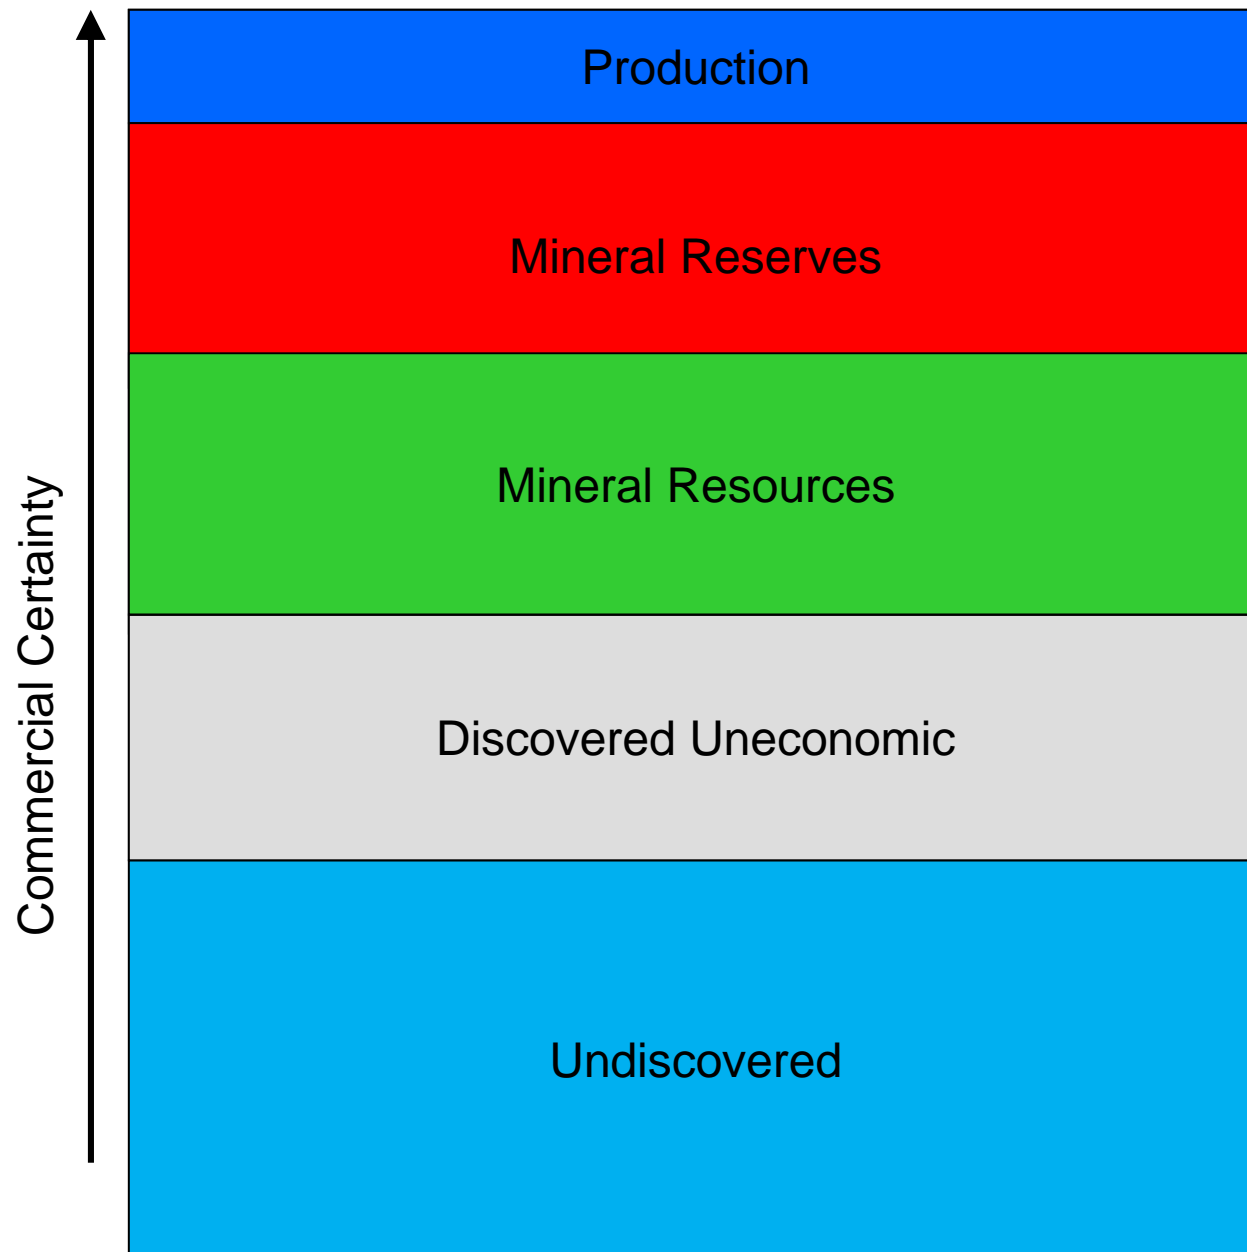 Commercial Certainty
Production
Mineral Reserves
Mineral Resources
Discovered Uneconomic
Undiscovered